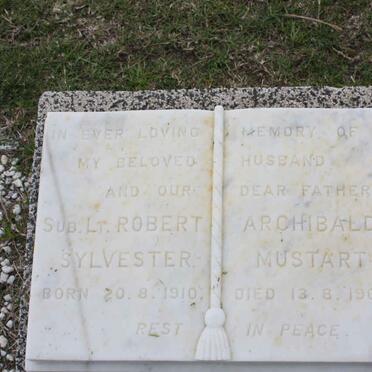 IN EVER LOVING MEMORY OF
MY BELOVED HUSBAND
AND OUR DEAR FATHER
SUB. LT. ROBERT ARCHIBALD
SYLVESTER MUSTART
BORN 20.8.1910. DIED 13.8.
REST IN PEACE.